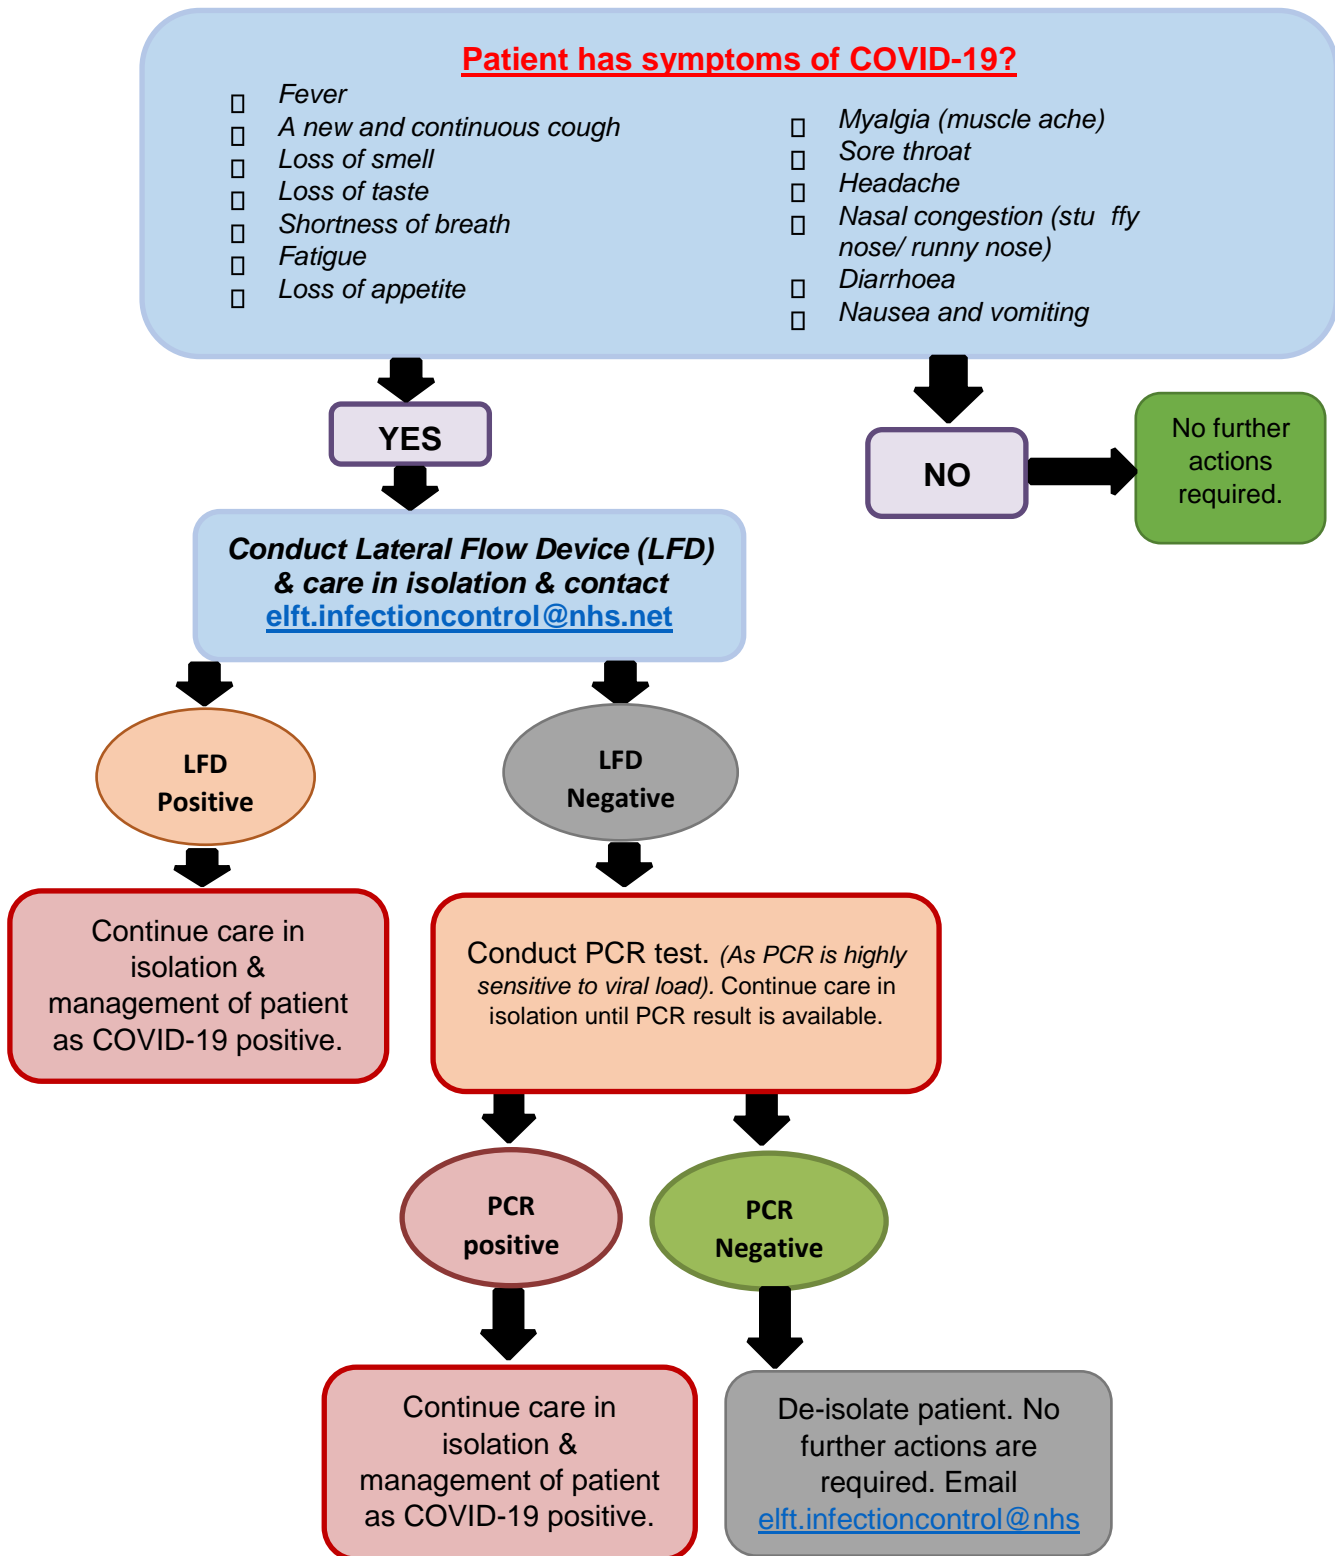 Patient has symptoms of COVID-19?
Fever
A new and continuous cough
Loss of smell
Loss of taste
Shortness of breath
Fatigue
Loss of appetite
Myalgia (muscle ache)
Sore throat
Headache
Nasal congestion (stu ffy
nose/ runny nose)
Diarrhoea
Nausea and vomiting
YES
NO
No further
actions
required.
Conduct Lateral Flow Device (LFD)
& care in isolation & contact
elft.infectioncontrol@nhs.net
LFD
Positive
LFD
Negative
Continue care in
isolation &
management of patient
as COVID-19 positive.
Conduct PCR test. (As PCR is highly
sensitive to viral load). Continue care in
isolation until PCR result is available.
PCR
positive
PCR
Negative
Continue care in
isolation &
management of patient
as COVID-19 positive.
De-isolate patient. No
further actions are
required. Email
elft.infectioncontrol@nhs